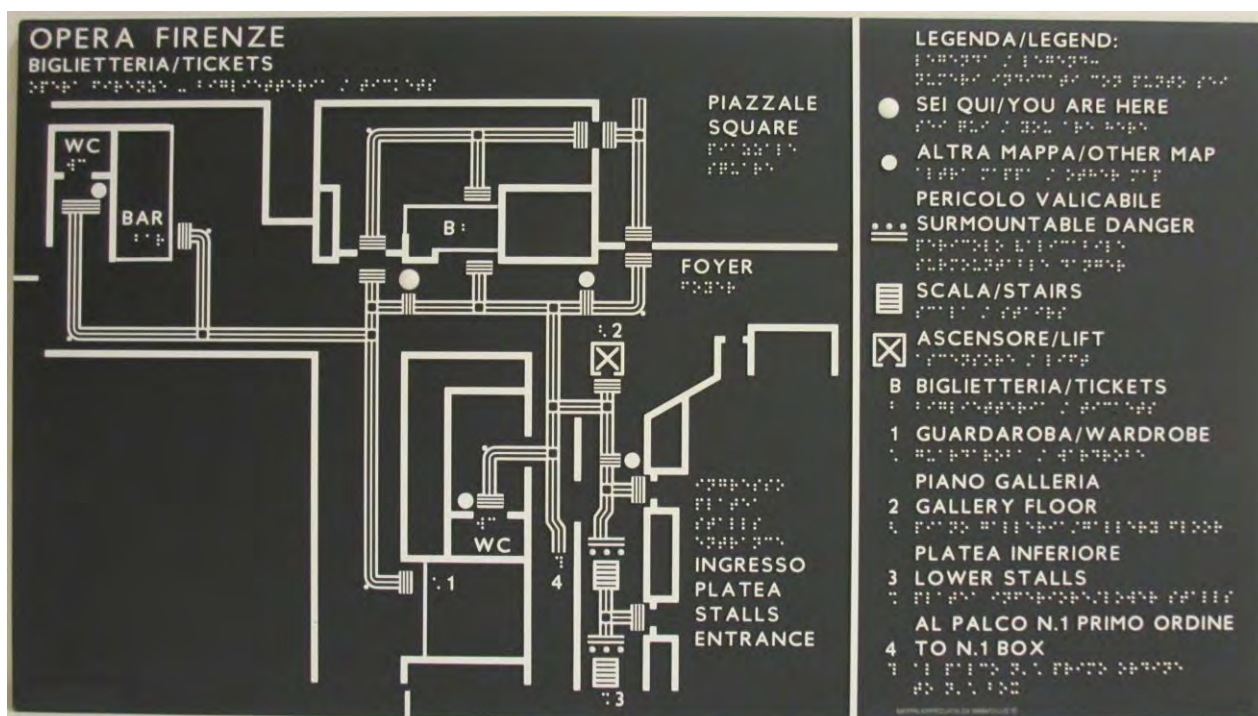 OPERA FIRENZE
BIGLIETTERIA/TICKETS
WC
BAR
B
PIAZZALE
SQUARE
FOYER
2
WC
1
4
3
INGRESSO
PLATEA
STALLS
ENTRANCE
LEGENDA/LEGEND:
SEI QUI/YOU ARE HERE
ALTRA MAPPA/OTHER MAP
PERICOLO VALICABILE
SURMOUNTABLE DANGER
SCALA/STAIRS
ASCENSORE/LIFT
B BIGLIETTERIA/TICKETS
1 GUARDAROBA/WARDROBE
PIANO GALLERIA
2 GALLERY FLOOR
PLATEA INFERIORE
3 LOWER STALLS
AL PALCO N.1 PRIMO ORDINE
4 TO N.1 BOX